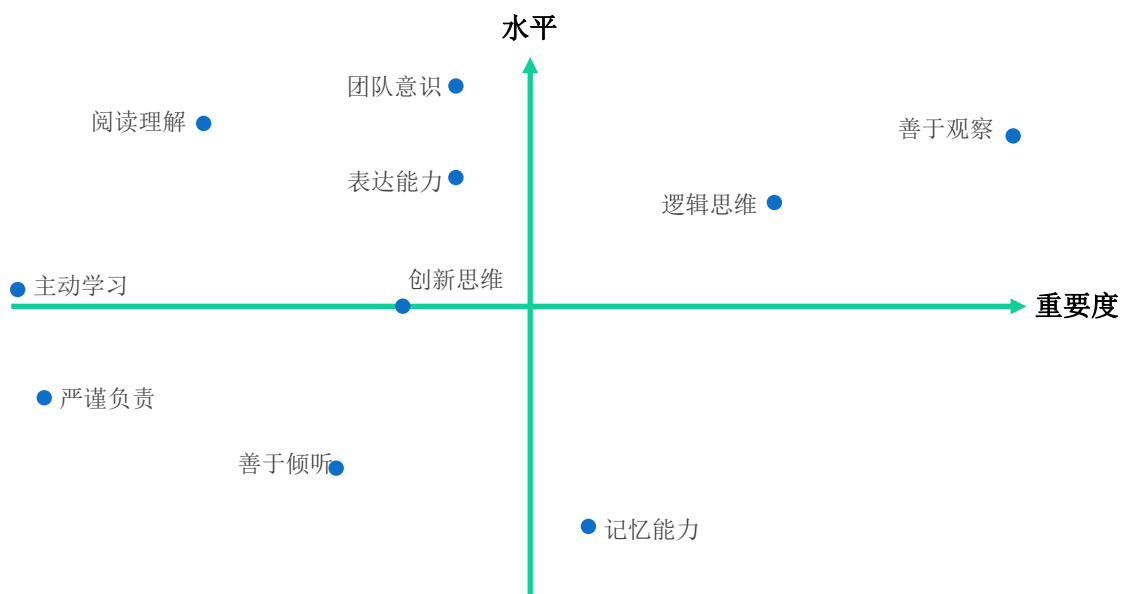 水平
团队意识
阅读理解
善于观察
表达能力
逻辑思维
主动学习
创新思维
重要度
严谨负责
善于倾听
记忆能力